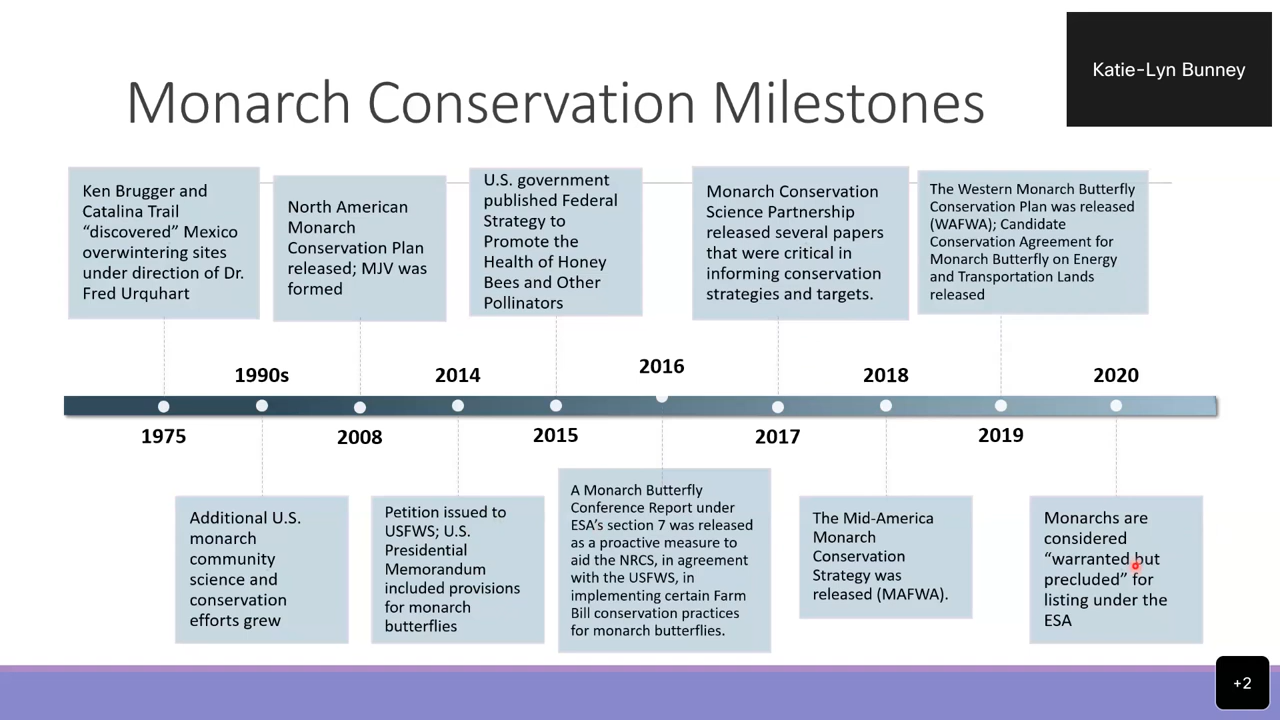 Katie-Lyn Bunney
Monarch Conservation Milestones
Ken Brugger and
Catalina Trail
“discovered” Mexico
overwintering sites
under direction of Dr.
Fred Urquhart
North American
Monarch
Conservation Plan
released; MJV was
formed
U.S. government
published Federal
Strategy to
Promote the
Health of Honey
Bees and Other
Pollinators
Monarch Conservation
Science Partnership
released several papers
that were critical in
informing conservation
strategies and targets.
The Western Monarch Butterfly
Conservation Plan was released
(WAFWA); Candidate
Conservation Agreement for
Monarch Butterfly on Energy
and Transportation Lands
released
1990s
2014
2016
2018
2020
1975
2008
2015
2017
2019
Additional U.S.
monarch
community
science and
conservation
efforts grew
Petition issued to
USFWS; U.S.
Presidential
Memorandum
included provisions
for monarch
butterflies
A Monarch Butterfly
Conference Report under
ESA’s section 7 was released
as a proactive measure to
aid the NRCS, in agreement
with the USFWS, in
implementing certain Farm
Bill conservation practices
for monarch butterflies.
The Mid-America
Monarch
Conservation
Strategy was
released (MAFWA).
Monarchs are
considered
“warranted but
precluded” for
listing under the
ESA
+2